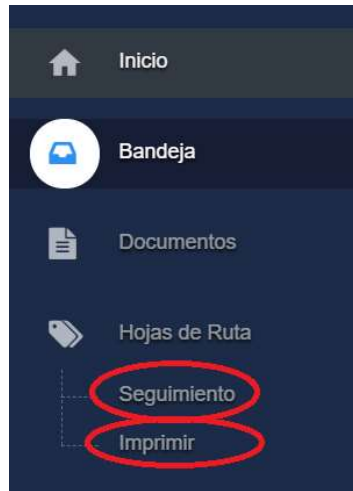 Inicio
Bandeja
Documentos
Hojas de Ruta
Seguimiento
Imprimir